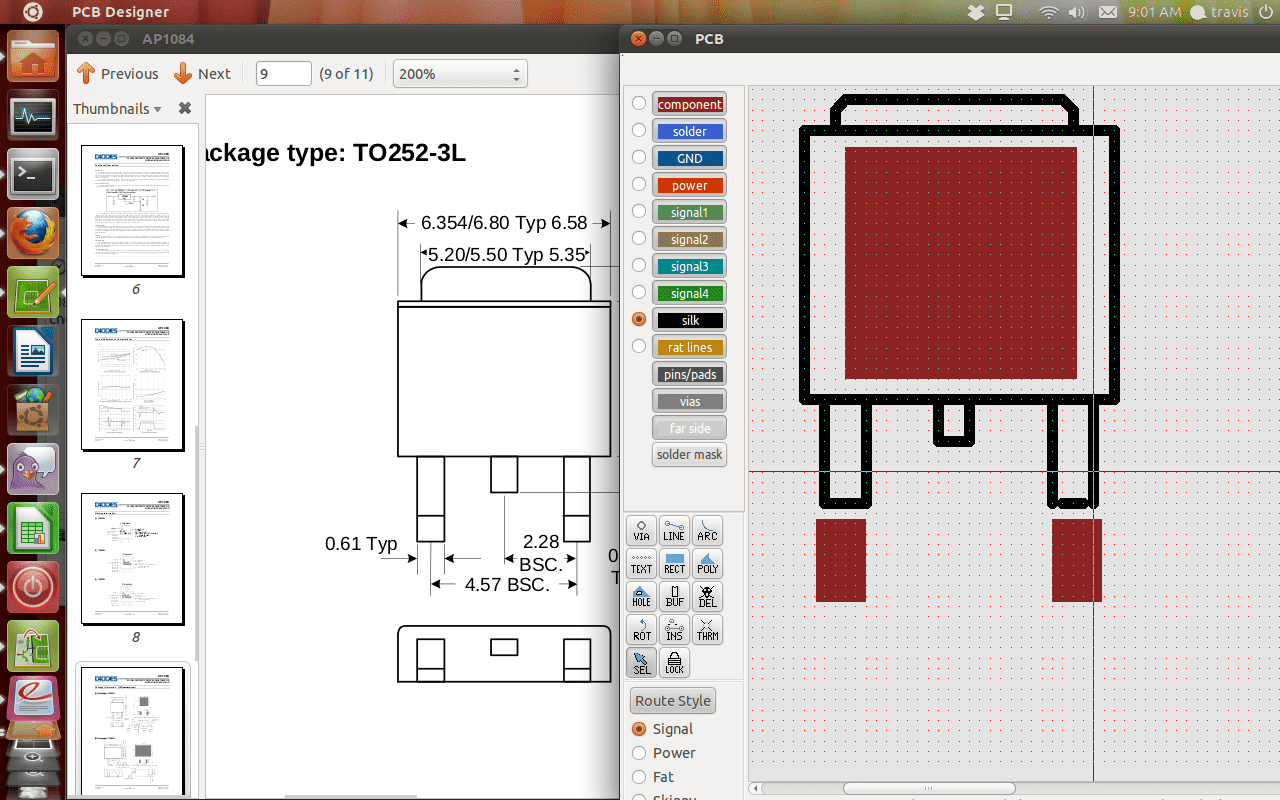 PCB Designer
9:01 AM
travis
AP1084
PCB
Previous
Next
9
(9 of 11)
200%
Thumbnails
6
7
8
DIODES
DIODES
DIODES
DIODES
ackage type: TO252-3L
6.354/6.80 Typ 6.58
5.20/5.50 Typ 5.35
0.61 Typ
2.28
BSC.
4.57 BSC.
0
T
component
solder
GND
power
signal1
signal2
signal3
signal4
silk
rat lines
pins/pads
vias
far side
solder mask
VIA
LINE
ARC
TEXT
RECT
POLY
HOLE
BUF
DEL
ROT
INS
THRM
SEL
LOCK
Route Style
Signal
Power
Fat
Skinny